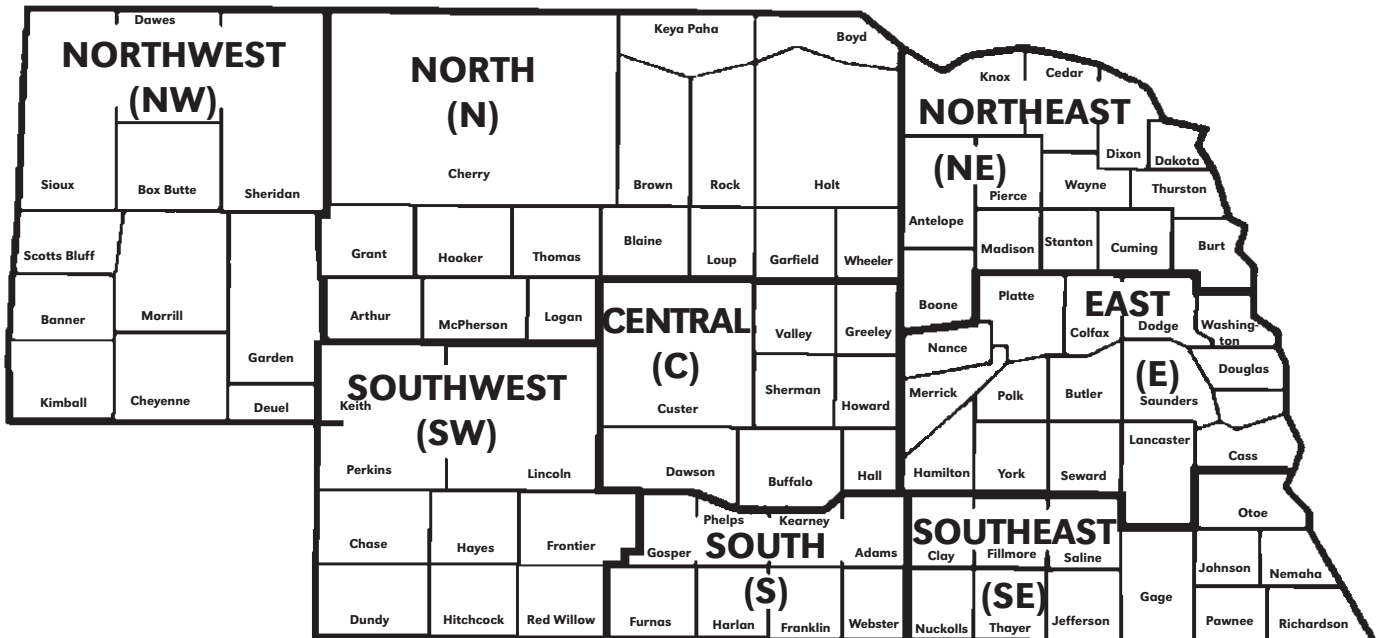 Dawes
NORTHWEST
(NW)
Sioux
Box Butte
Sheridan
Scotts Bluff
Banner
Morrill
Garden
Kimball
Cheyenne
Deuel
NORTH
(N)
Keya Paha
Boyd
Cherry
Brown
Rock
Holt
Grant
Hooker
Thomas
Blaine
Loup
Garfield
Wheeler
Arthur
McPherson
Logan
Knox
Cedar
NORTHEAST
(NE)
Dixon
Dakota
Pierce
Wayne
Thurston
Antelope
Madison
Stanton
Cuming
Burt
Boone
CENTRAL
(C)
Valley
Greeley
Custer
Sherman
Howard
Dawson
Buffalo
Hall
Platte
EAST
(E)
Colfax
Dodge
Washing-
ton
Nance
Douglas
Merrick
Polk
Butler
Saunders
Lancaster
Cass
Hamilton
York
Seward
SOUTHWEST
(SW)
Keith
Perkins
Lincoln
Chase
Hayes
Frontier
Dundy
Hitchcock
Red Willow
Phelps
Kearney
Gosper
SOUTH
(S)
Adams
Furnas
Harlan
Franklin
Webster
SOUTHEAST
(SE)
Clay
Fillmore
Saline
Otoe
Johnson
Nemaha
Gage
Nuckolls
Thayer
Jefferson
Pawnee
Richardson